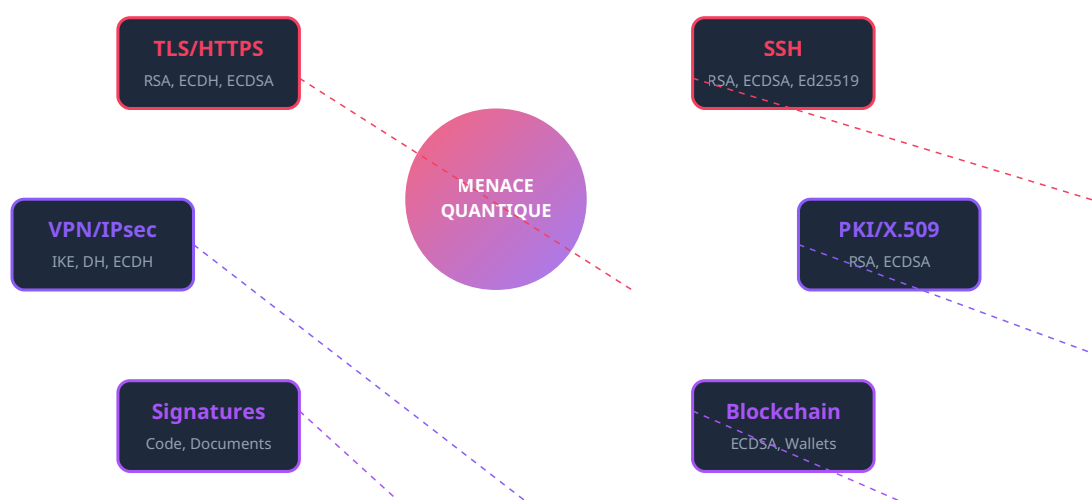 TLS/HTTPS
RSA, ECDH, ECDSA
SSH
RSA, ECDSA, Ed25519
MENACE
QUANTIQUE
VPN/IPsec
IKE, DH, ECDH
PKI/X.509
RSA, ECDSA
Signatures
Code, Documents
Blockchain
ECDSA, Wallets